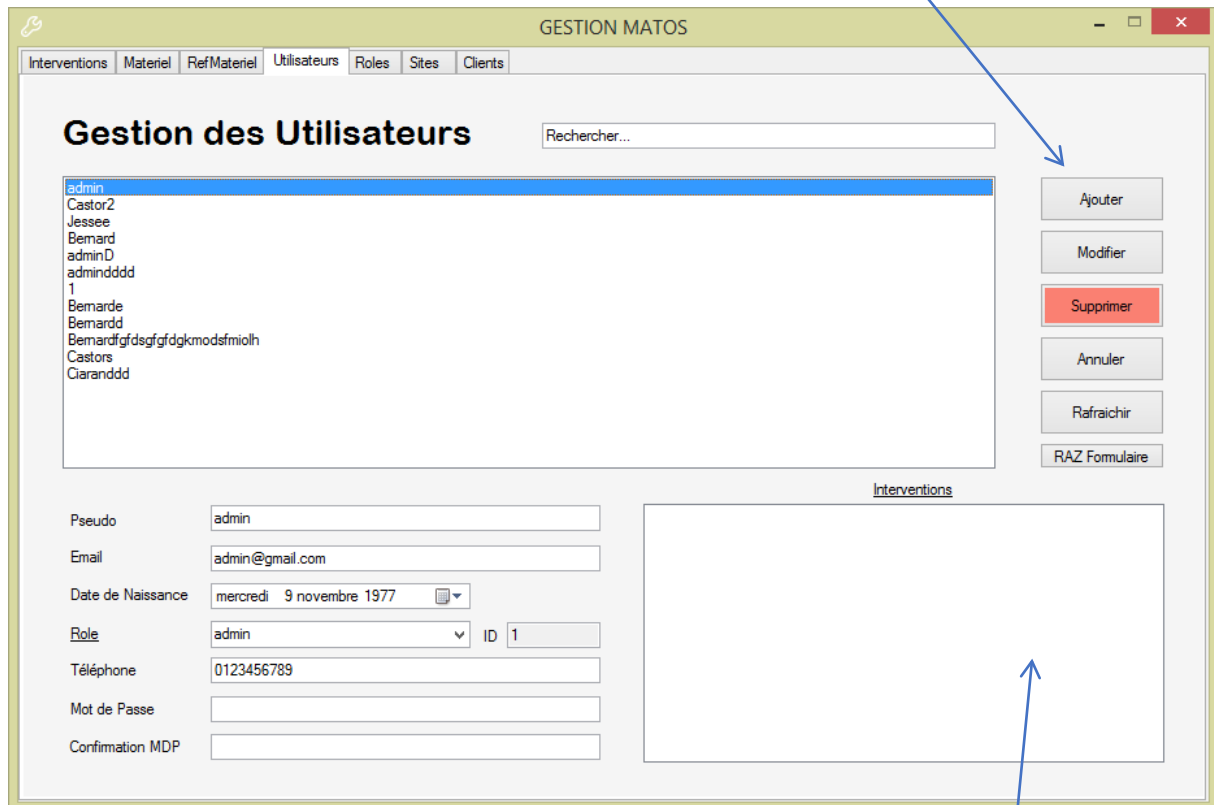 GESTION MATOS
Interventions Materiel RefMateriel Utilisateurs Roles Sites Clients
Gestion des Utilisateurs
Rechercher...
admin
Castor2
Jessee
Bernard
adminD
admindddd
1
Bernarde
Bernardd
Bernardfgfdsgfgfdgkmodsfmiolh
Castors
Ciaranddd
Ajouter
Modifier
Supprimer
Annuler
Rafraichir
RAZ Formulaire
Interventions
Pseudo admin
Email admin@gmail.com
Date de Naissance mercredi 9 novembre 1977
Role admin ID 1
Téléphone 0123456789
Mot de Passe
Confirmation MDP